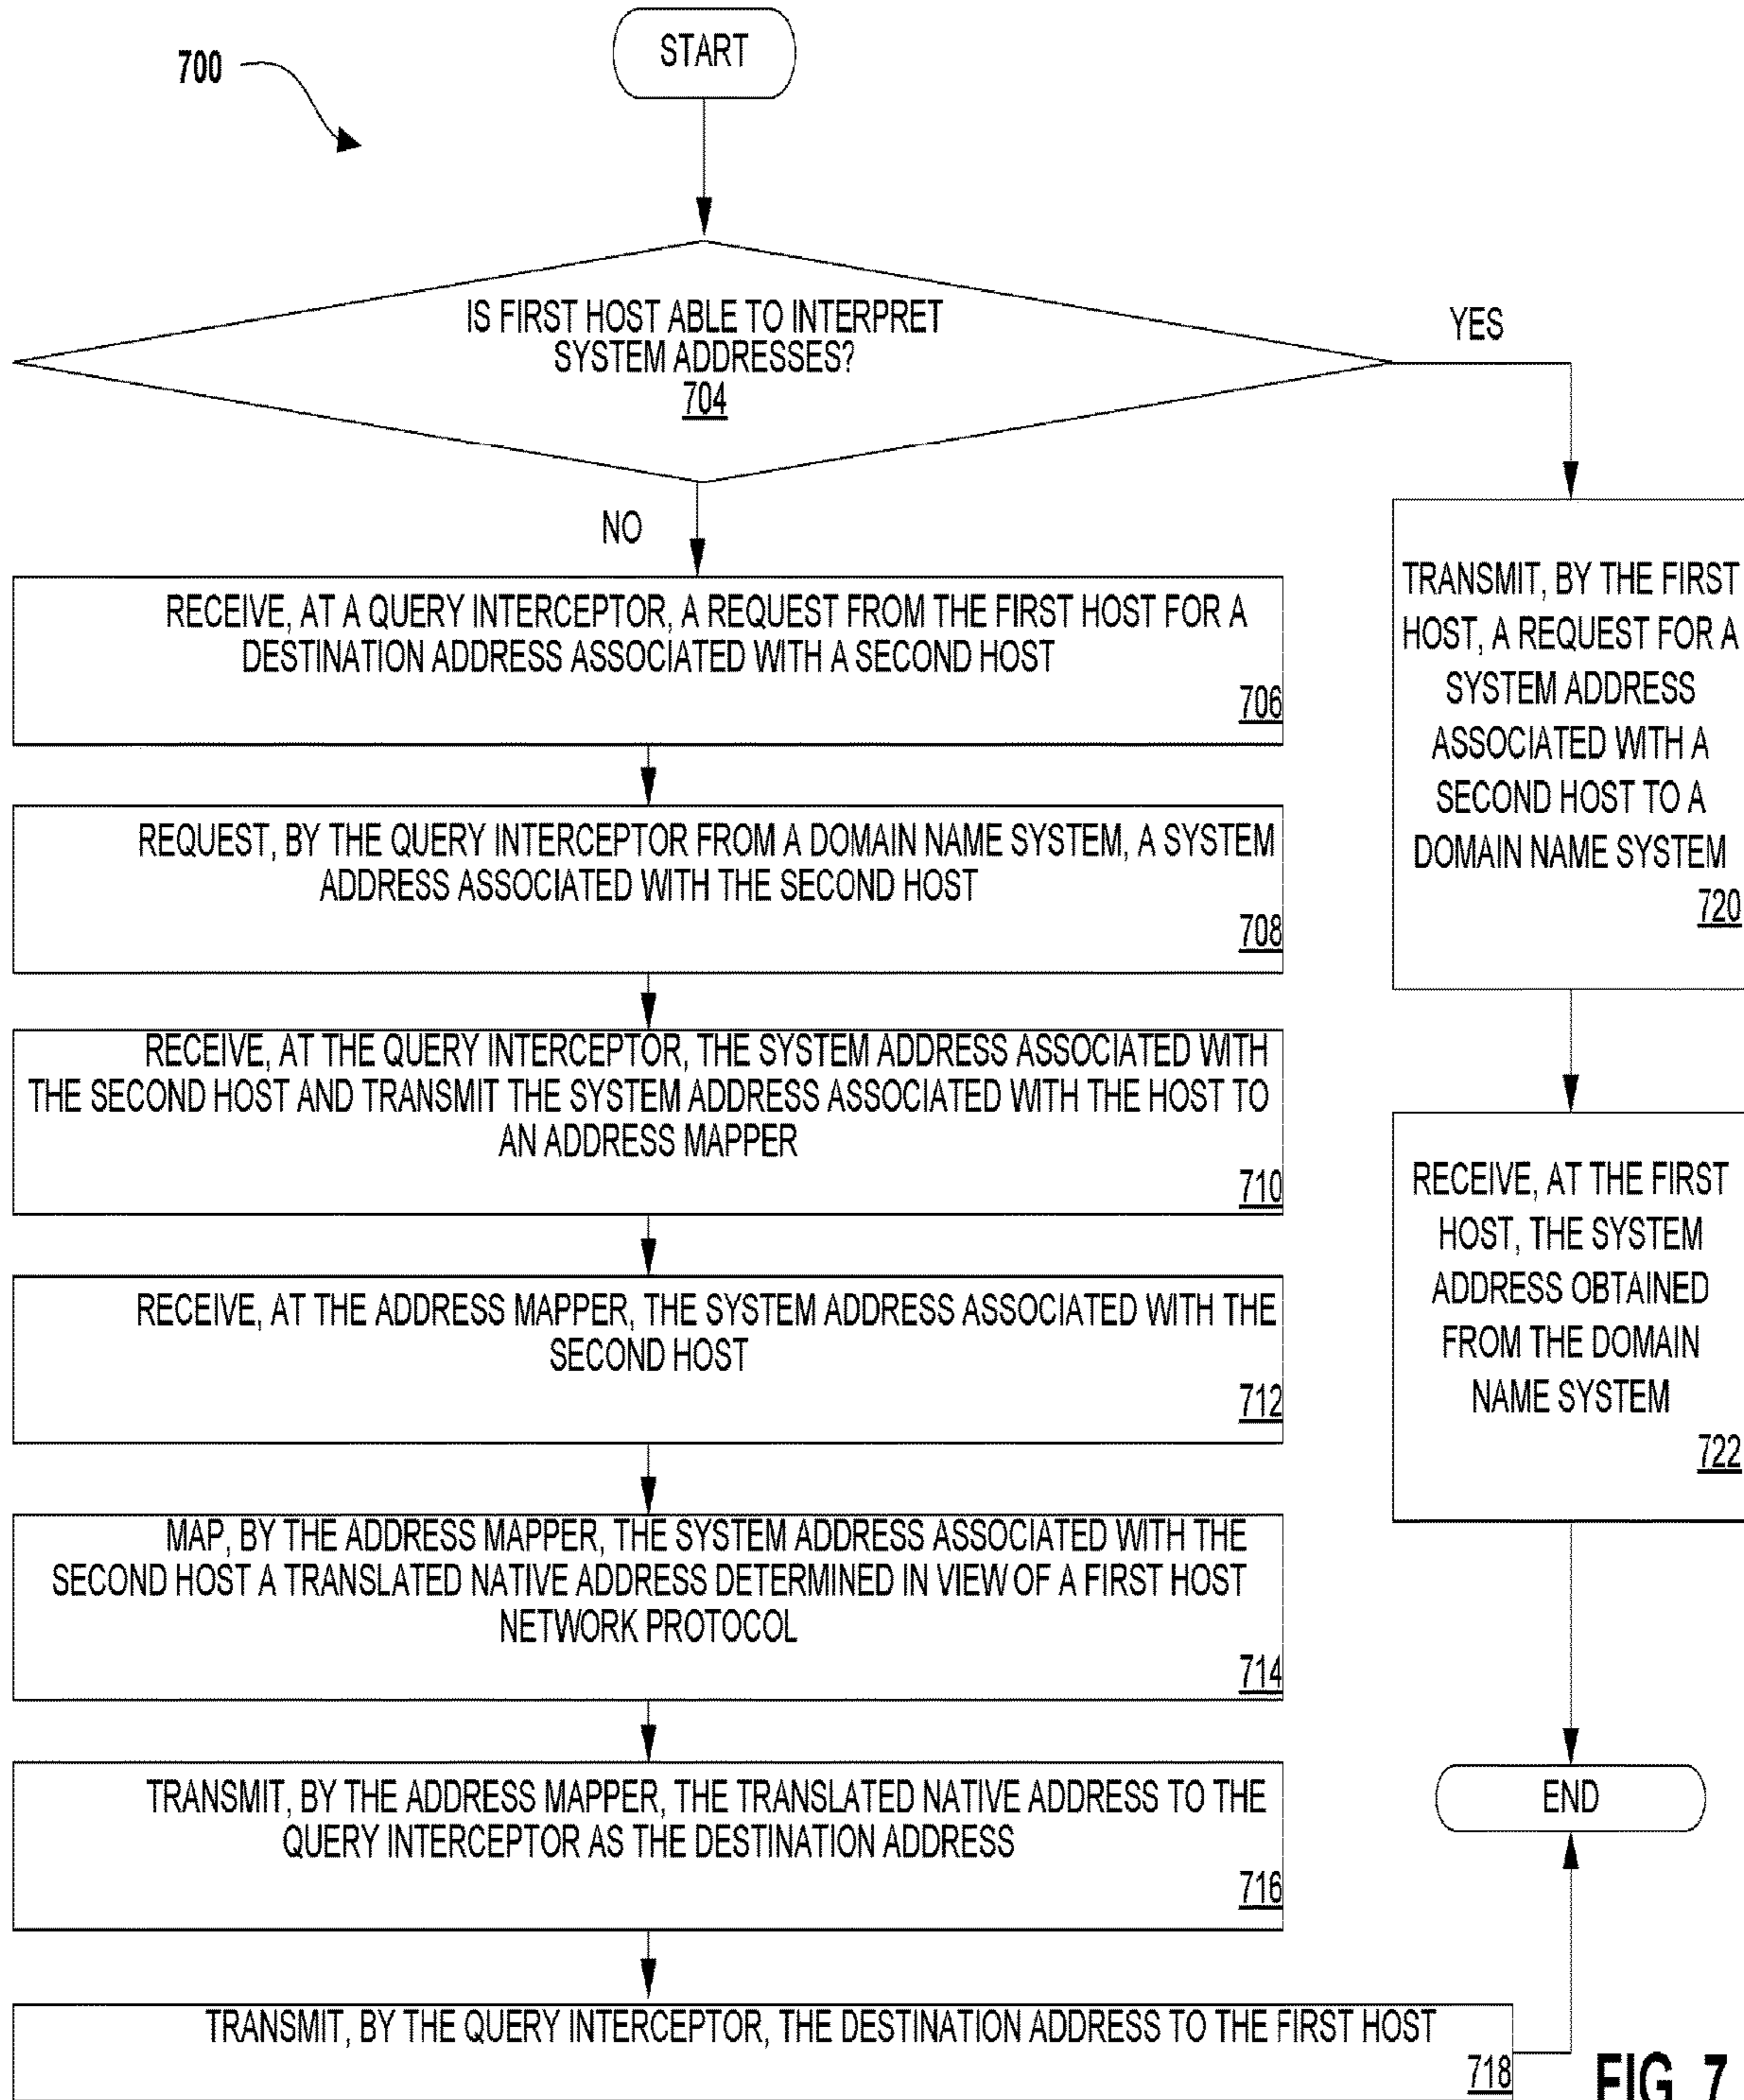 700
START
IS FIRST HOST ABLE TO INTERPRET
SYSTEM ADDRESSES?
704
YES
NO
RECEIVE, AT A QUERY INTERCEPTOR, A REQUEST FROM THE FIRST HOST FOR A
DESTINATION ADDRESS ASSOCIATED WITH A SECOND HOST
706
REQUEST, BY THE QUERY INTERCEPTOR FROM A DOMAIN NAME SYSTEM, A SYSTEM
ADDRESS ASSOCIATED WITH THE SECOND HOST
708
RECEIVE, AT THE QUERY INTERCEPTOR, THE SYSTEM ADDRESS ASSOCIATED WITH
THE SECOND HOST AND TRANSMIT THE SYSTEM ADDRESS ASSOCIATED WITH THE HOST TO
AN ADDRESS MAPPER
710
RECEIVE, AT THE ADDRESS MAPPER, THE SYSTEM ADDRESS ASSOCIATED WITH THE
SECOND HOST
712
MAP, BY THE ADDRESS MAPPER, THE SYSTEM ADDRESS ASSOCIATED WITH THE
SECOND HOST A TRANSLATED NATIVE ADDRESS DETERMINED IN VIEW OF A FIRST HOST
NETWORK PROTOCOL
714
TRANSMIT, BY THE ADDRESS MAPPER, THE TRANSLATED NATIVE ADDRESS TO THE
QUERY INTERCEPTOR AS THE DESTINATION ADDRESS
716
TRANSMIT, BY THE QUERY INTERCEPTOR, THE DESTINATION ADDRESS TO THE FIRST HOST
718
TRANSMIT, BY THE FIRST
HOST, A REQUEST FOR A
SYSTEM ADDRESS
ASSOCIATED WITH A
SECOND HOST TO A
DOMAIN NAME SYSTEM
720
RECEIVE, AT THE FIRST
HOST, THE SYSTEM
ADDRESS OBTAINED
FROM THE DOMAIN
NAME SYSTEM
722
END
FIG. 7